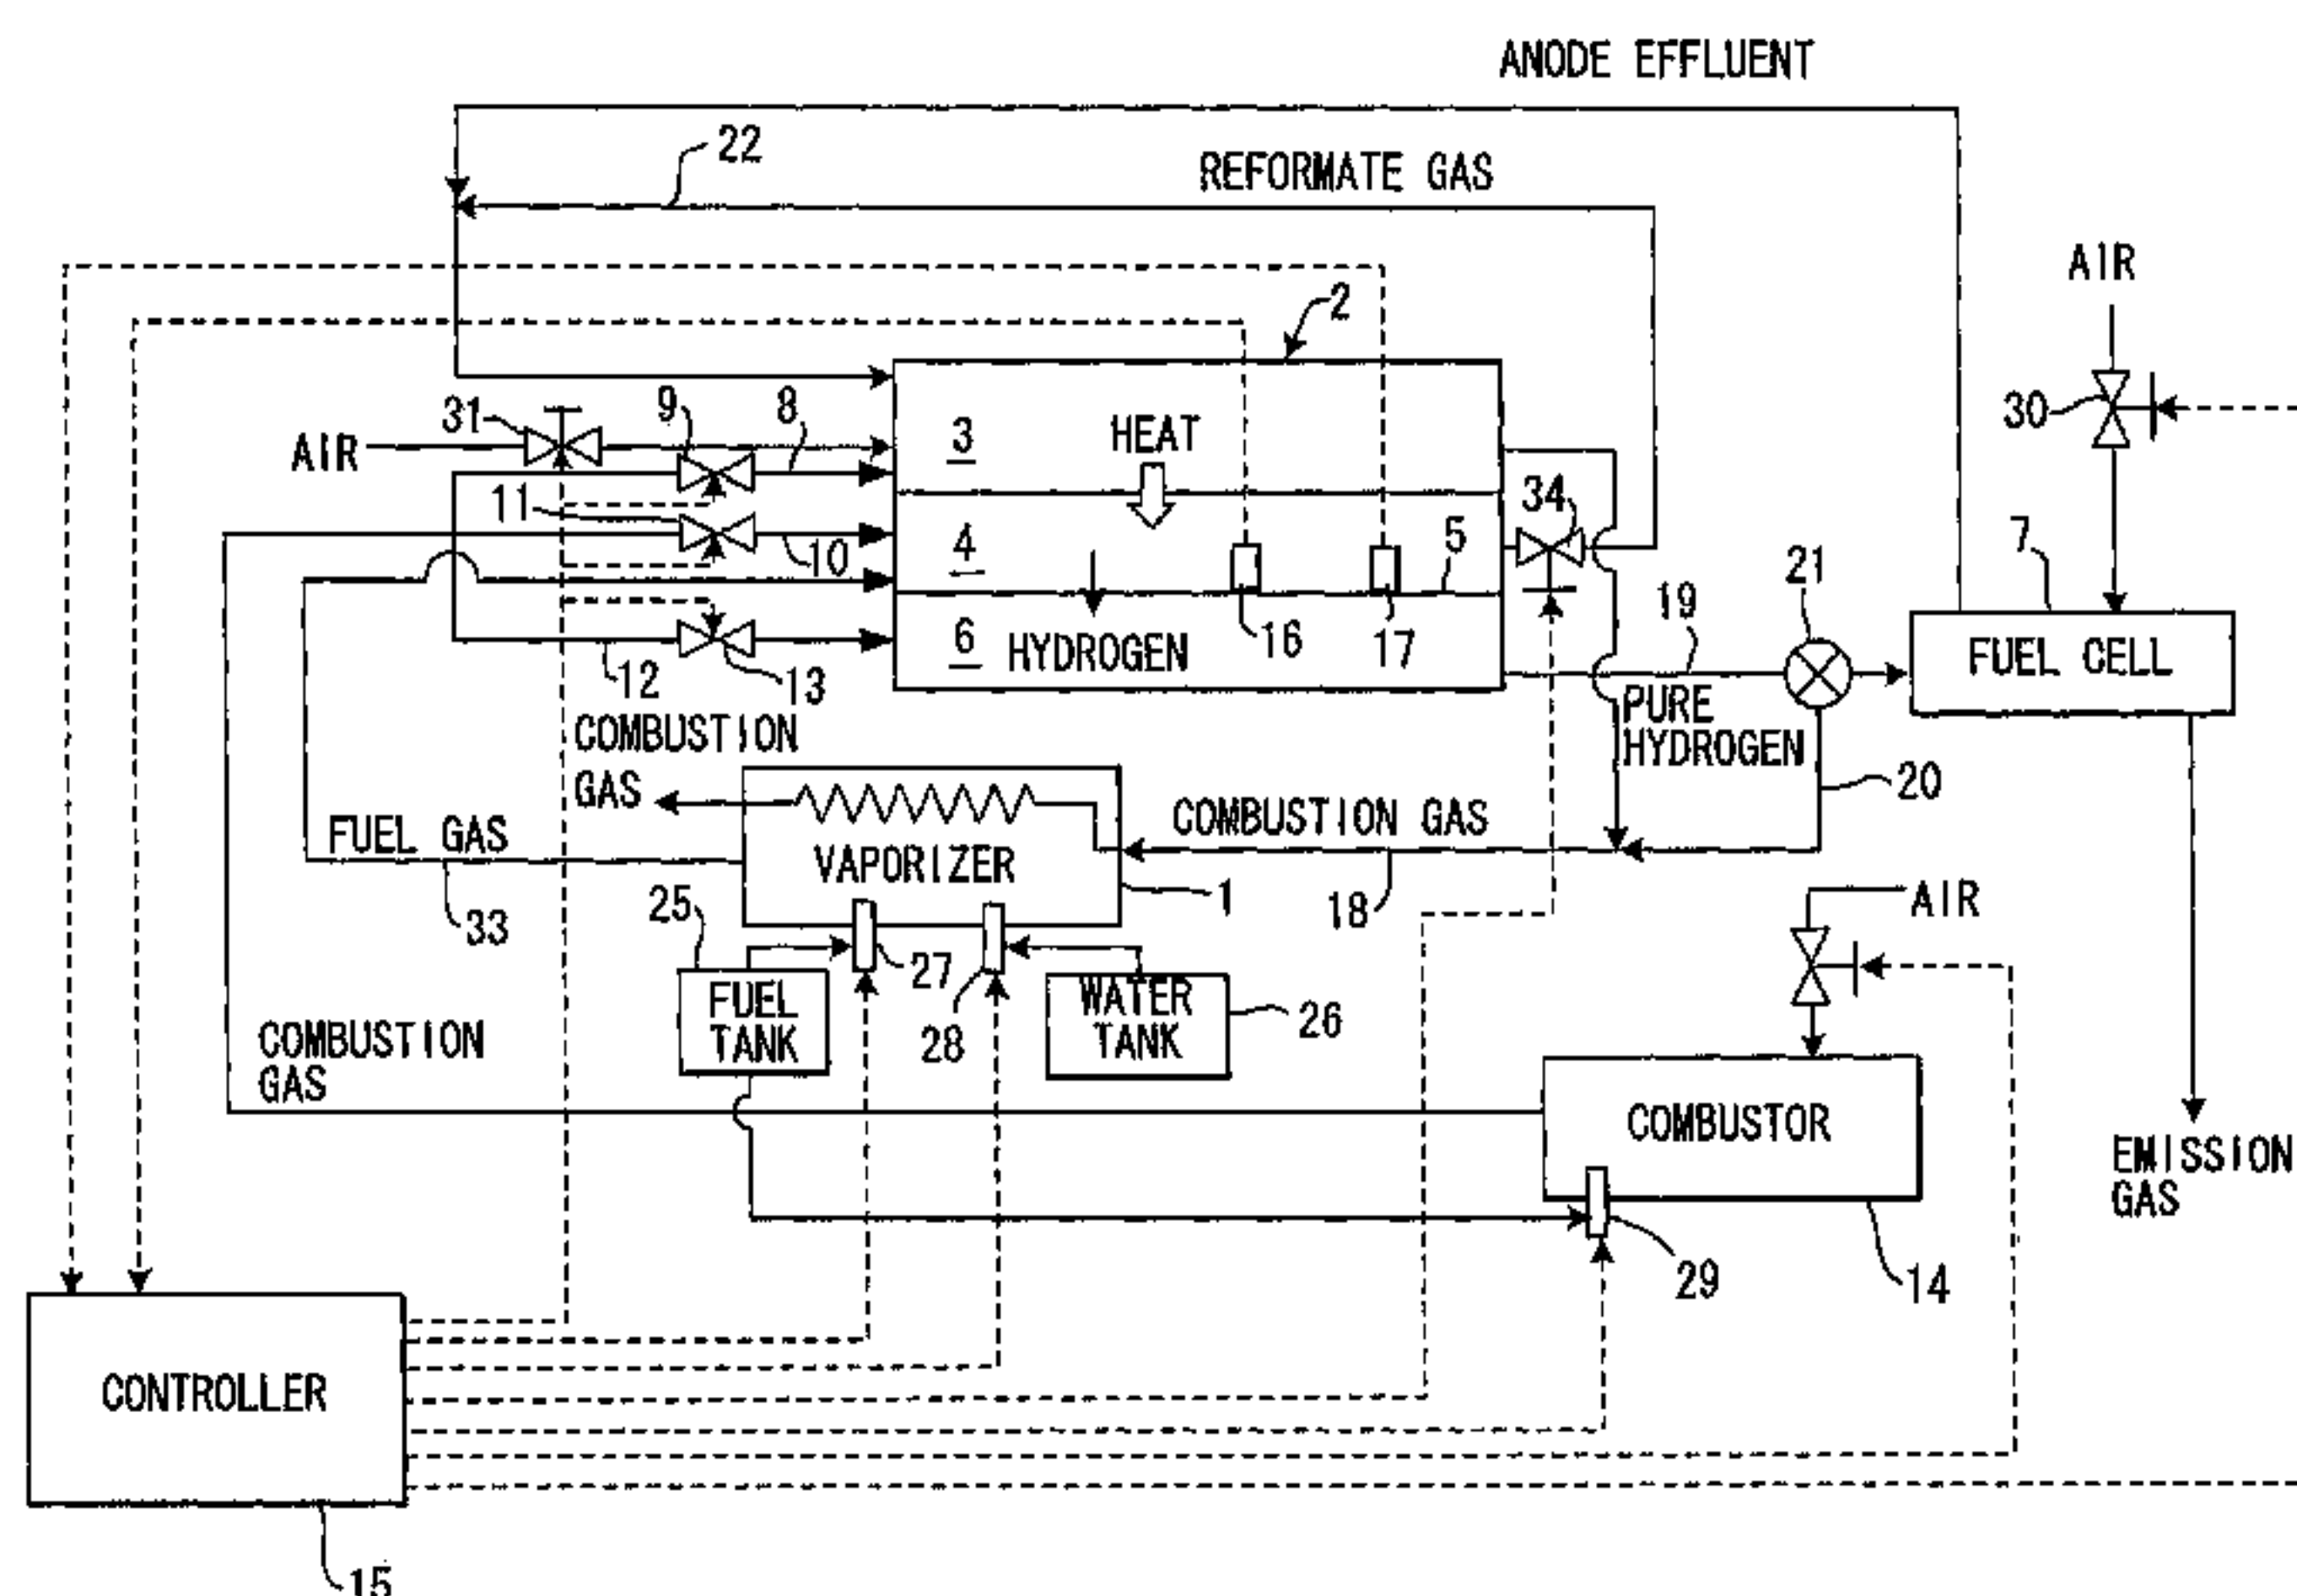 ANODE EFFLUENT
22
REFORMATE GAS
AIR
2
31
9
8
30
AIR
3
HEAT
11
34
10
4
5
7
21
19
6
HYDROGEN
16
17
FUEL CELL
12
13
PURE
HYDROGEN
COMBUSTION
GAS
20
COMBUSTION GAS
FUEL GAS
VAPORIZER
1
18
AIR
25
33
27
FUEL
TANK
28
WATER
TANK
26
COMBUSTION
GAS
COMBUSTOR
EMISSION
GAS
29
14
CONTROLLER
15